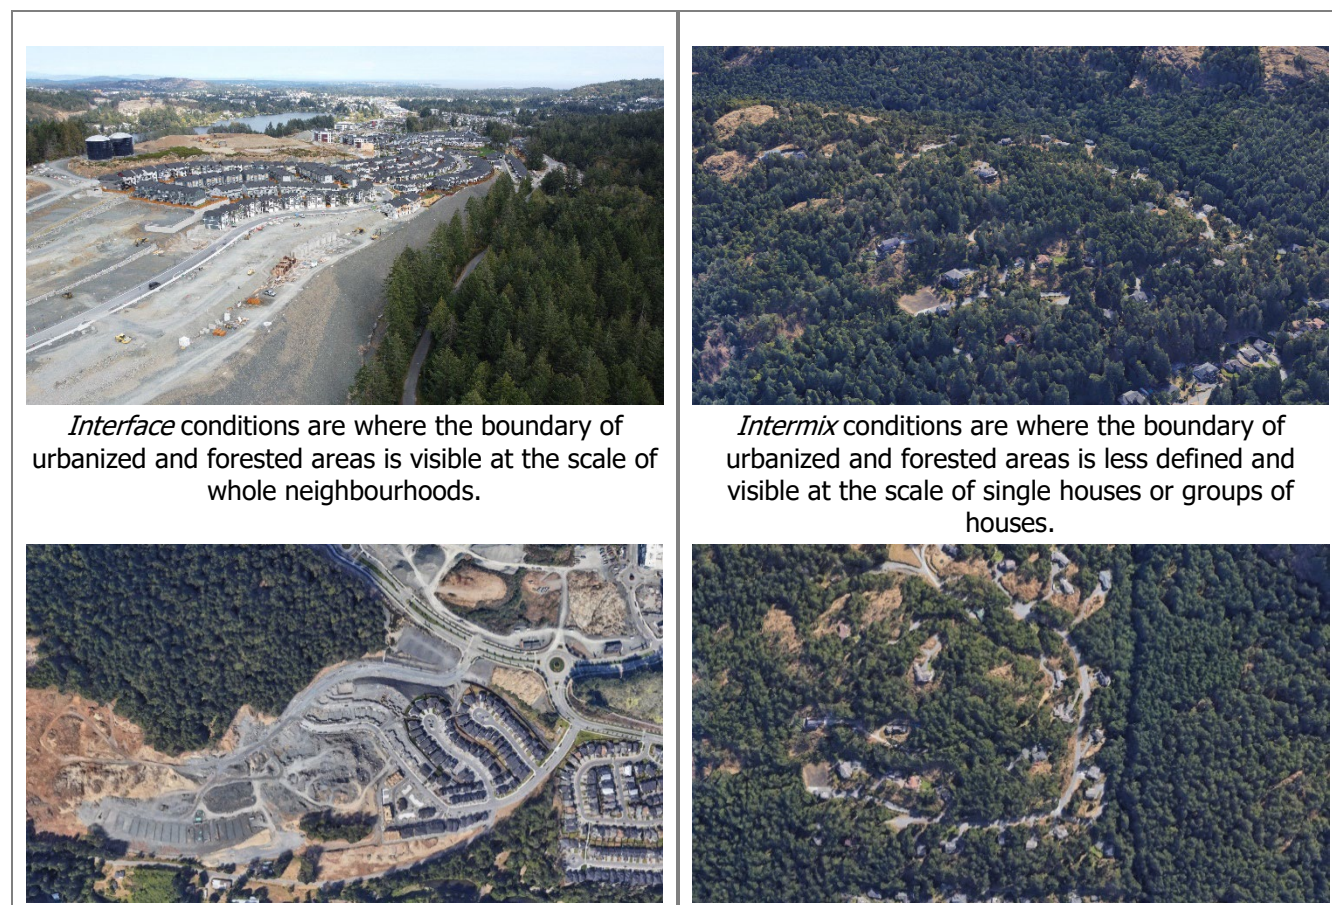 Interface conditions are where the boundary of
urbanized and forested areas is visible at the scale of
whole neighbourhoods.
Intermix conditions are where the boundary of
urbanized and forested areas is less defined and
visible at the scale of single houses or groups of
houses.